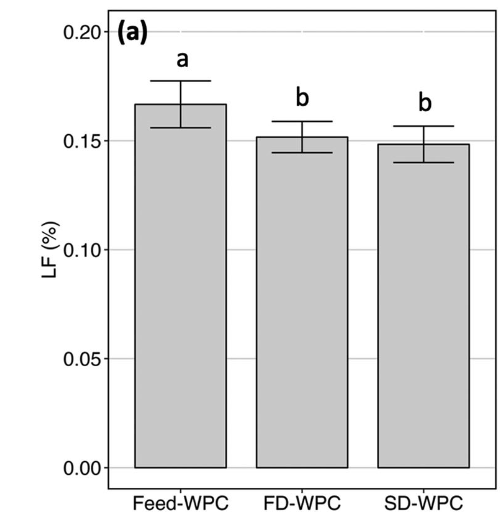 (a)
0.20
0.15
0.10
0.05
0.00
LF (%)
a
b
b
Feed-WPC
FD-WPC
SD-WPC